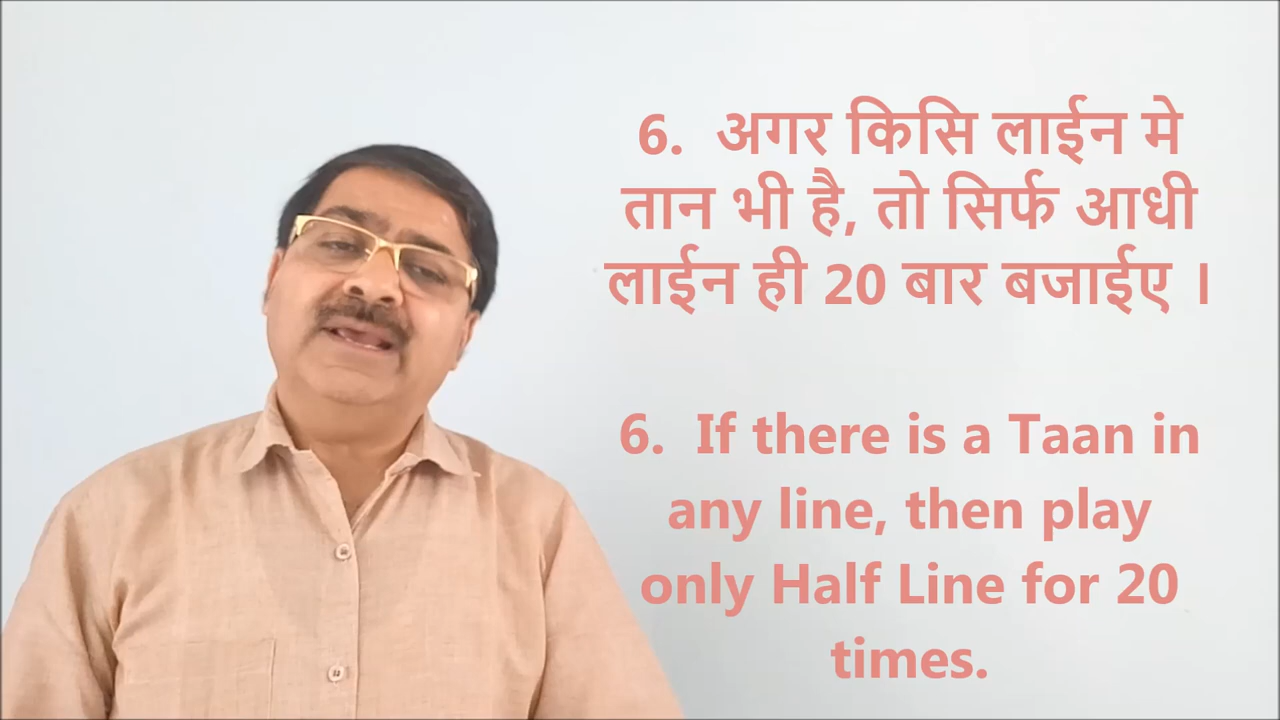 6. अगर किसि लाईन मे
तान भी है, तो सिर्फ आधी
लाईन ही 20 बार बजाईए ।
6. If there is a Taan in
any line, then play
only Half Line for 20
times.